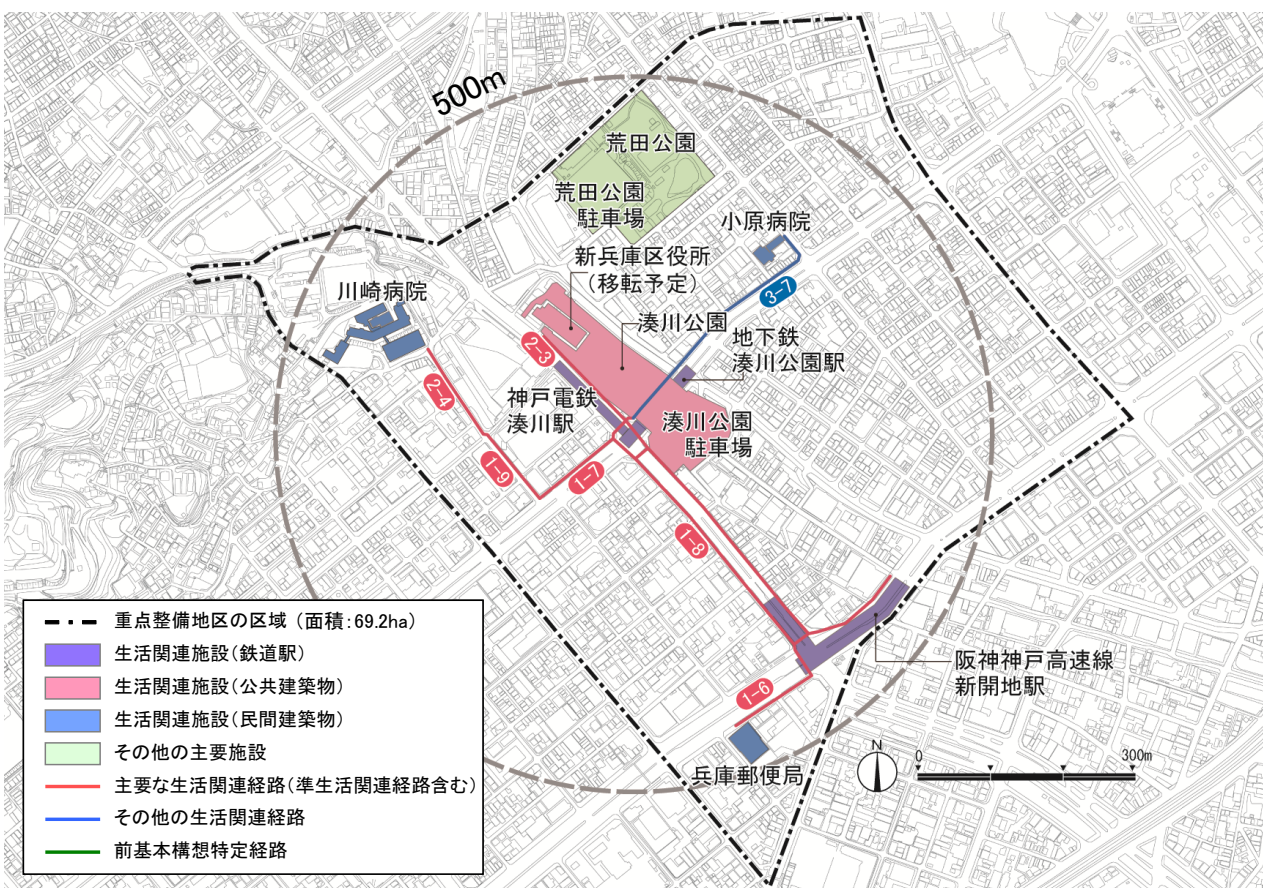 500m
荒田公園
荒田公園
駐車場
小原病院
新兵庫区役所
(移転予定)
川崎病院
3-7
湊川公園
地下鉄
湊川公園駅
2-3
2-4
神戸電鉄
湊川駅
湊川公園
駐車場
1-9
1-7
1-8
阪神神戸高速線
新開地駅
1-6
兵庫郵便局
N
0
300m
重点整備地区の区域 (面積:69.2ha)
生活関連施設(鉄道駅)
生活関連施設(公共建築物)
生活関連施設(民間建築物)
その他の主要施設
主要な生活関連経路(準生活関連経路含む)
その他の生活関連経路
前基本構想特定経路